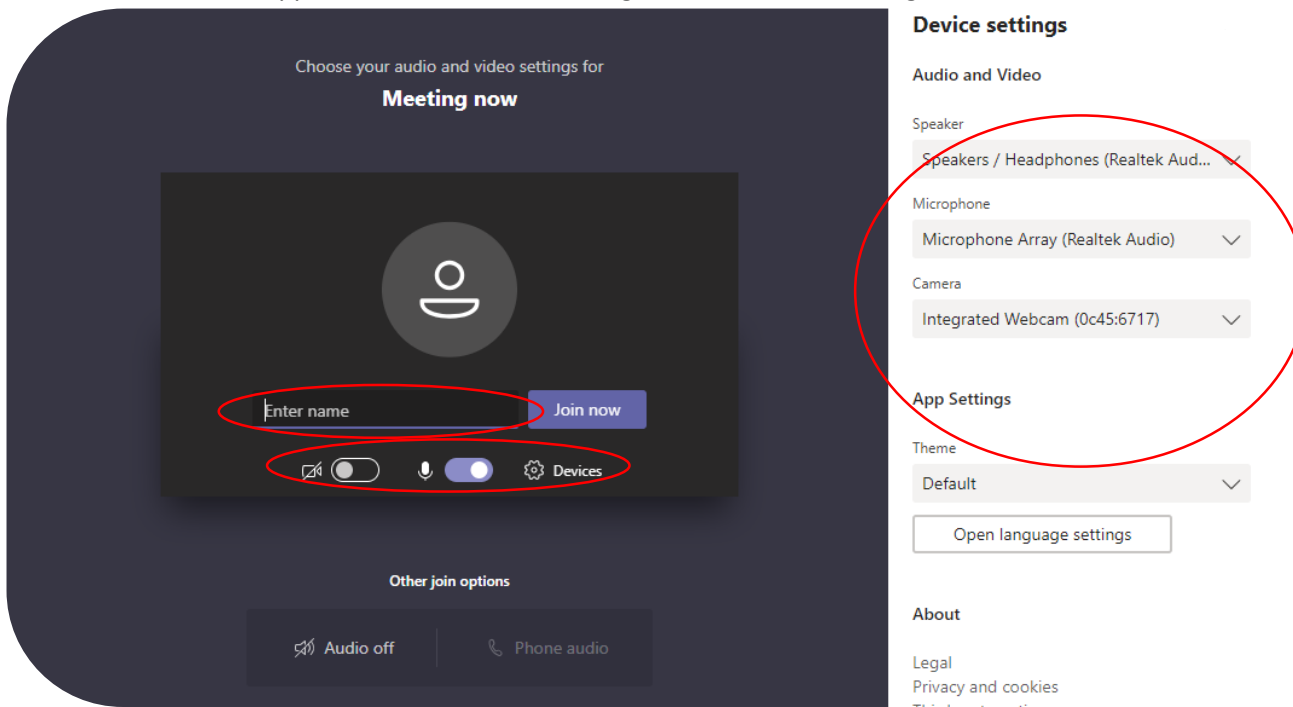 Choose your audio and video settings for
Meeting now
Enter name
Join now
Devices
Other join options
Audio off
Phone audio
Device settings
Audio and Video
Speaker
Speakers / Headphones (Realtek Aud...
Microphone
Microphone Array (Realtek Audio)
Camera
Integrated Webcam (0c45:6717)
App Settings
Theme
Default
Open language settings
About
Legal
Privacy and cookies